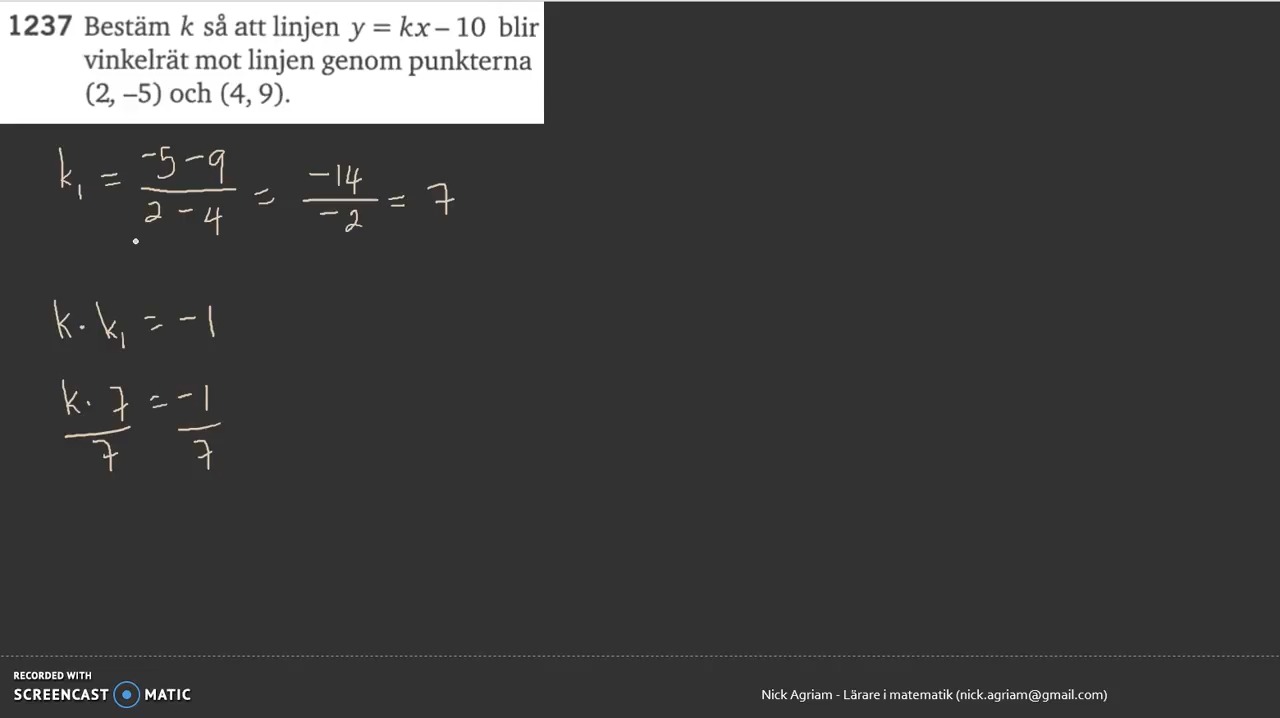 1237 Bestäm k så att linjen y = kx – 10 blir
vinkelrät mot linjen genom punkterna
(2, –5) och (4, 9).
k₁ = (-5 - 9)/(2 - 4) = (-14)/(-2) = 7
k · k₁ = -1
(k · 7)/7 = (-1)/7
RECORDED WITH
SCREENCAST MATIC
Nick Agriam - Lärare i matematik (nick.agriam@gmail.com)